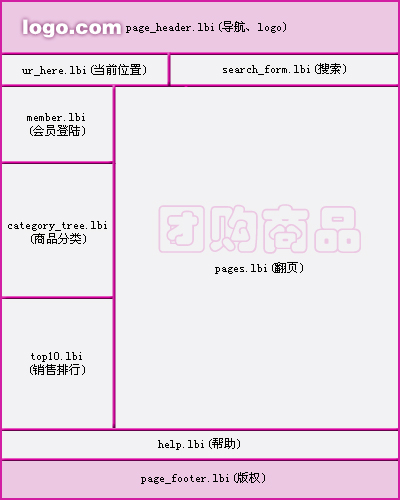 logo.com
page_header.lbi(导航、logo)
ur_here.lbi(当前位置)
search_form.lbi(搜索)
member.lbi
(会员登陆)
category_tree.lbi
(商品分类)
团购商品
pages.lbi(翻页)
top10.lbi
(销售排行)
help.lbi(帮助)
page_footer.lbi(版权)